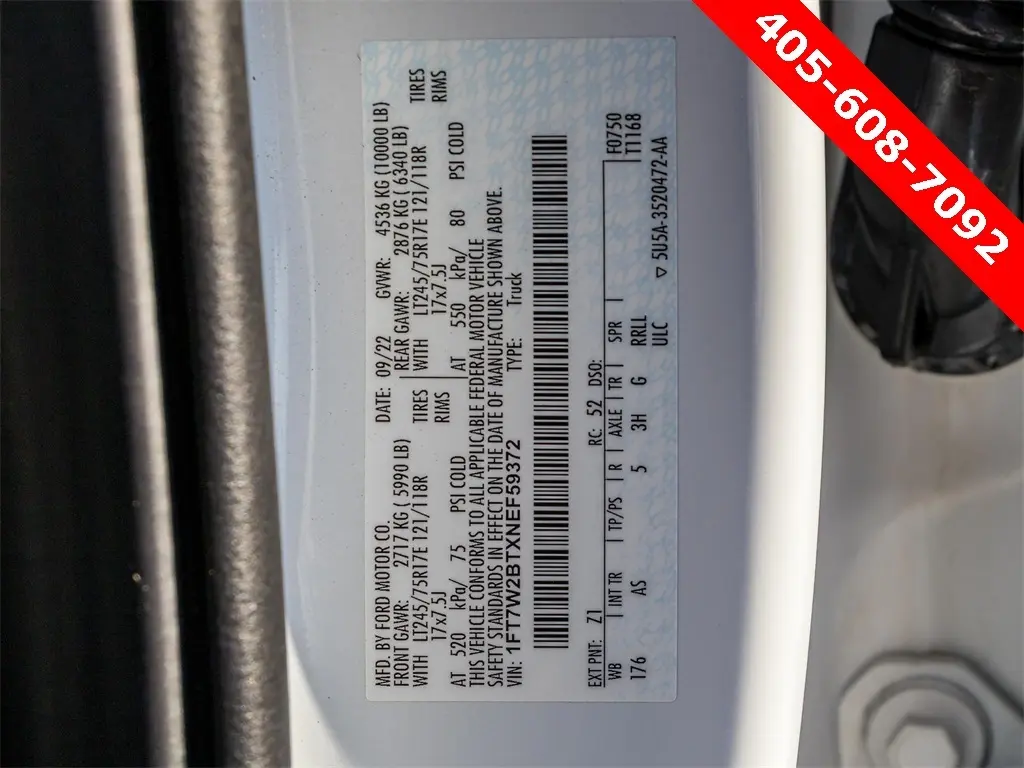 MFD. BY FORD MOTOR CO. DATE: 09/22 GVWR: 4536 KG (10000 LB)
FRONT GAWR: 2717 KG ( 5990 LB) REAR GAWR: 2876 KG ( 6340 LB)
WITH LT245/75R17E 121/118R TIRES WITH LT245/75R17E 121/118R TIRES
17x7.5J RIMS 17x7.5J RIMS
AT 520 kPa/ 75 PSI COLD AT 550 kPa/ 80 PSI COLD
THIS VEHICLE CONFORMS TO ALL APPLICABLE FEDERAL MOTOR VEHICLE
SAFETY STANDARDS IN EFFECT ON THE DATE OF MANUFACTURE SHOWN ABOVE.
VIN: 1FT7W2BTXNEF59372 TYPE: Truck
EXT PNT: Z1 RC: 52 DSO: F0750
WB INT TR TP/PS R AXLE TR SPR T1168
176 AS 5 3H G RRLL
ULC ▽ 5U5A-3520472-AA
405-608-7092